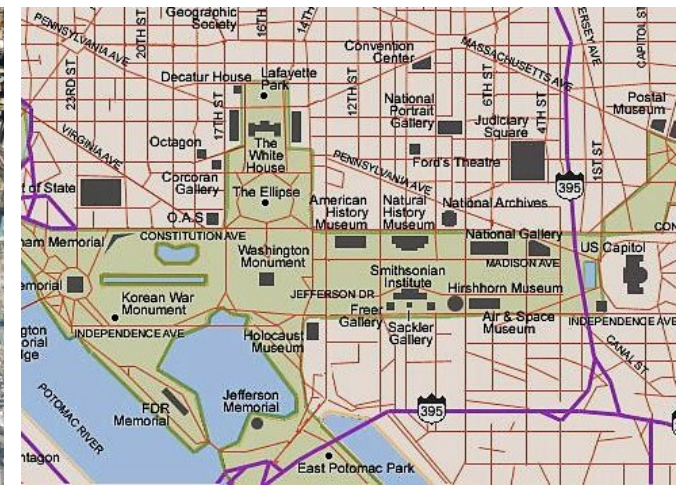 Geographic
Society
16TH
14TH
20TH ST
PENNSYLVANIA AVE
Convention
Center
MASSACHUSETTS AVE
ERSEY AVE
CAPITOL ST
23RD ST
Decatur House
Lafayette
Park
12TH ST
6TH ST
4TH ST
Postal
Museum
17TH ST
National
Portrait
Gallery
Judiciary
Square
VIRGINIA AVE
Octagon
The
White
House
PENNSYLVANIA AVE
Ford's Theatre
1ST ST
Corcoran
Gallery
395
t of State
The Ellipse
American
History
Museum
Natural
History
Museum
National Archives
O.A.S
CONSTITUTION AVE
National Gallery
CON
am Memorial
Washington
Monument
MADISON AVE
US Capitol
Smithsonian
Institute
emorial
Korean War
Monument
JEFFERSON DR
Hirshhorn Museum
Freer
Gallery
Sackler
Gallery
Air & Space
Museum
INDEPENDENCE AVE
INDEPENDENCE AVE
Holocaust
Museum
ngton
orial
dge
CANAL ST
FDR
Memorial
Jefferson
Memorial
395
POTOMAC RIVER
ntagon
East Potomac Park